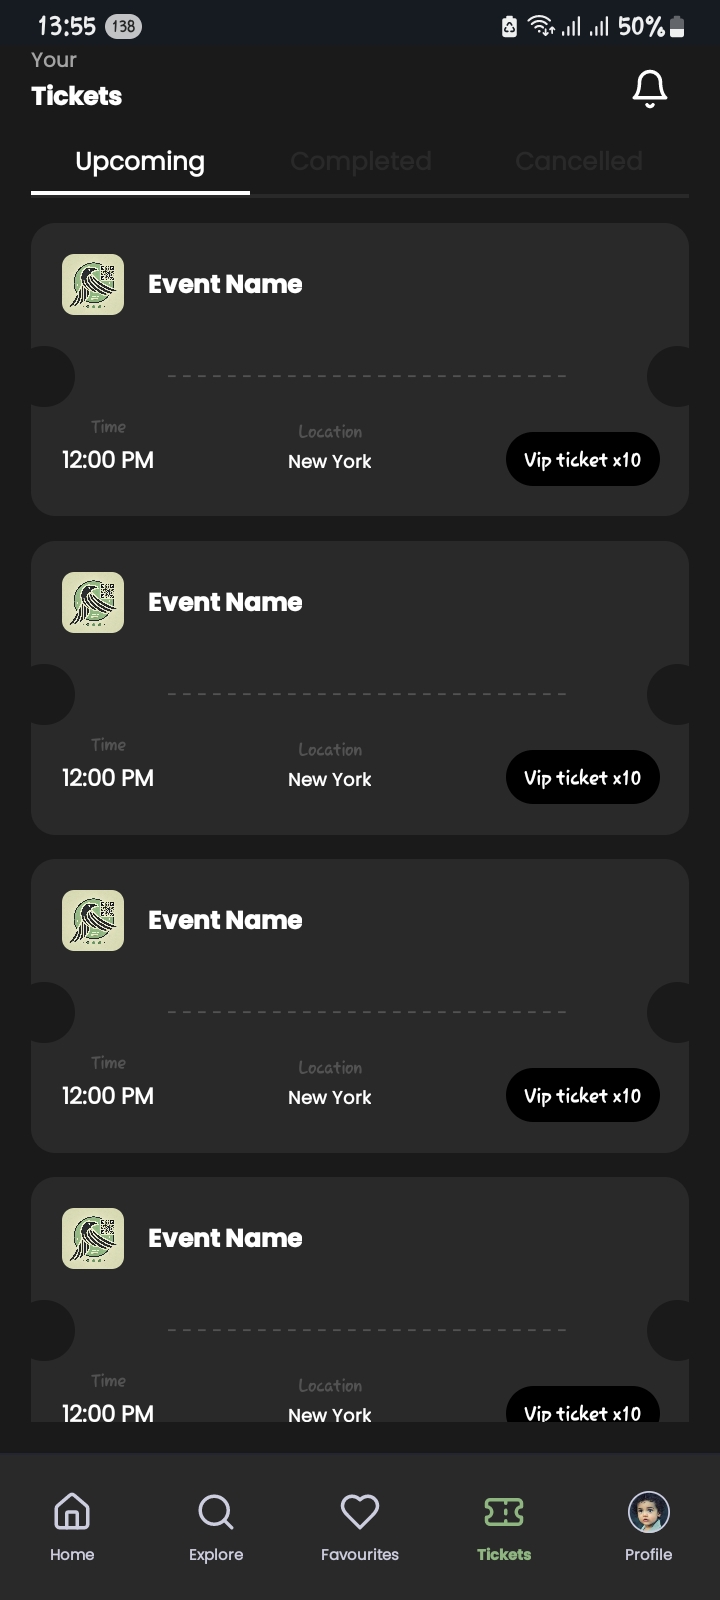 13:55 138 50%
Your
Tickets
Upcoming Completed Cancelled
Event Name
Time Location
12:00 PM New York Vip ticket x10
Event Name
Time Location
12:00 PM New York Vip ticket x10
Event Name
Time Location
12:00 PM New York Vip ticket x10
Event Name
Time Location
12:00 PM New York Vip ticket x10
Home Explore Favourites Tickets Profile